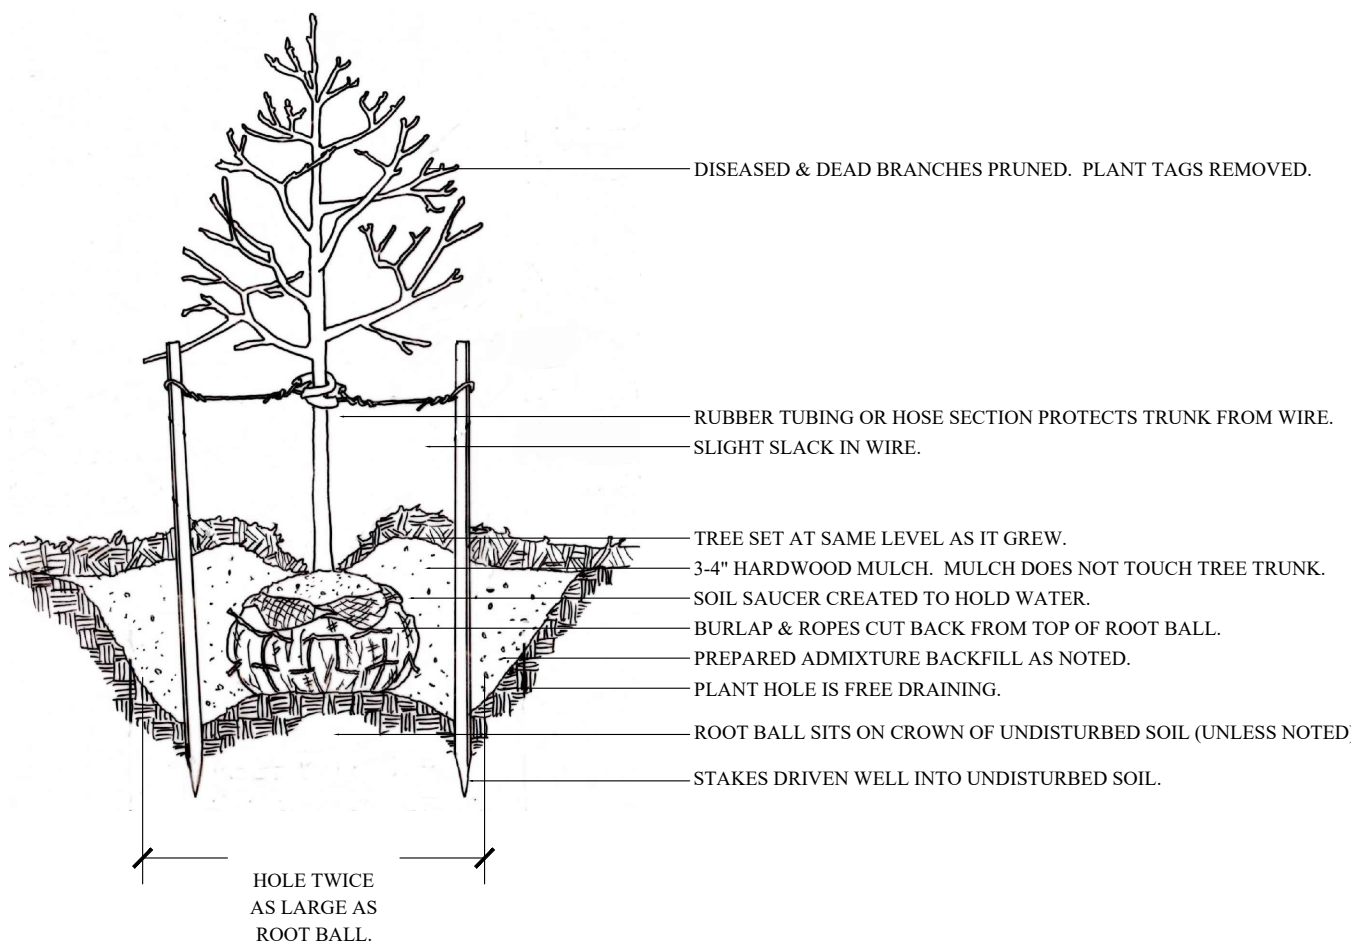 DISEASED & DEAD BRANCHES PRUNED.  PLANT TAGS REMOVED.
RUBBER TUBING OR HOSE SECTION PROTECTS TRUNK FROM WIRE.
SLIGHT SLACK IN WIRE.
TREE SET AT SAME LEVEL AS IT GREW.
3-4" HARDWOOD MULCH.  MULCH DOES NOT TOUCH TREE TRUNK.
SOIL SAUCER CREATED TO HOLD WATER.
BURLAP & ROPES CUT BACK FROM TOP OF ROOT BALL.
PREPARED ADMIXTURE BACKFILL AS NOTED.
PLANT HOLE IS FREE DRAINING.
ROOT BALL SITS ON CROWN OF UNDISTURBED SOIL (UNLESS NOTED)
STAKES DRIVEN WELL INTO UNDISTURBED SOIL.
HOLE TWICE
AS LARGE AS
ROOT BALL.